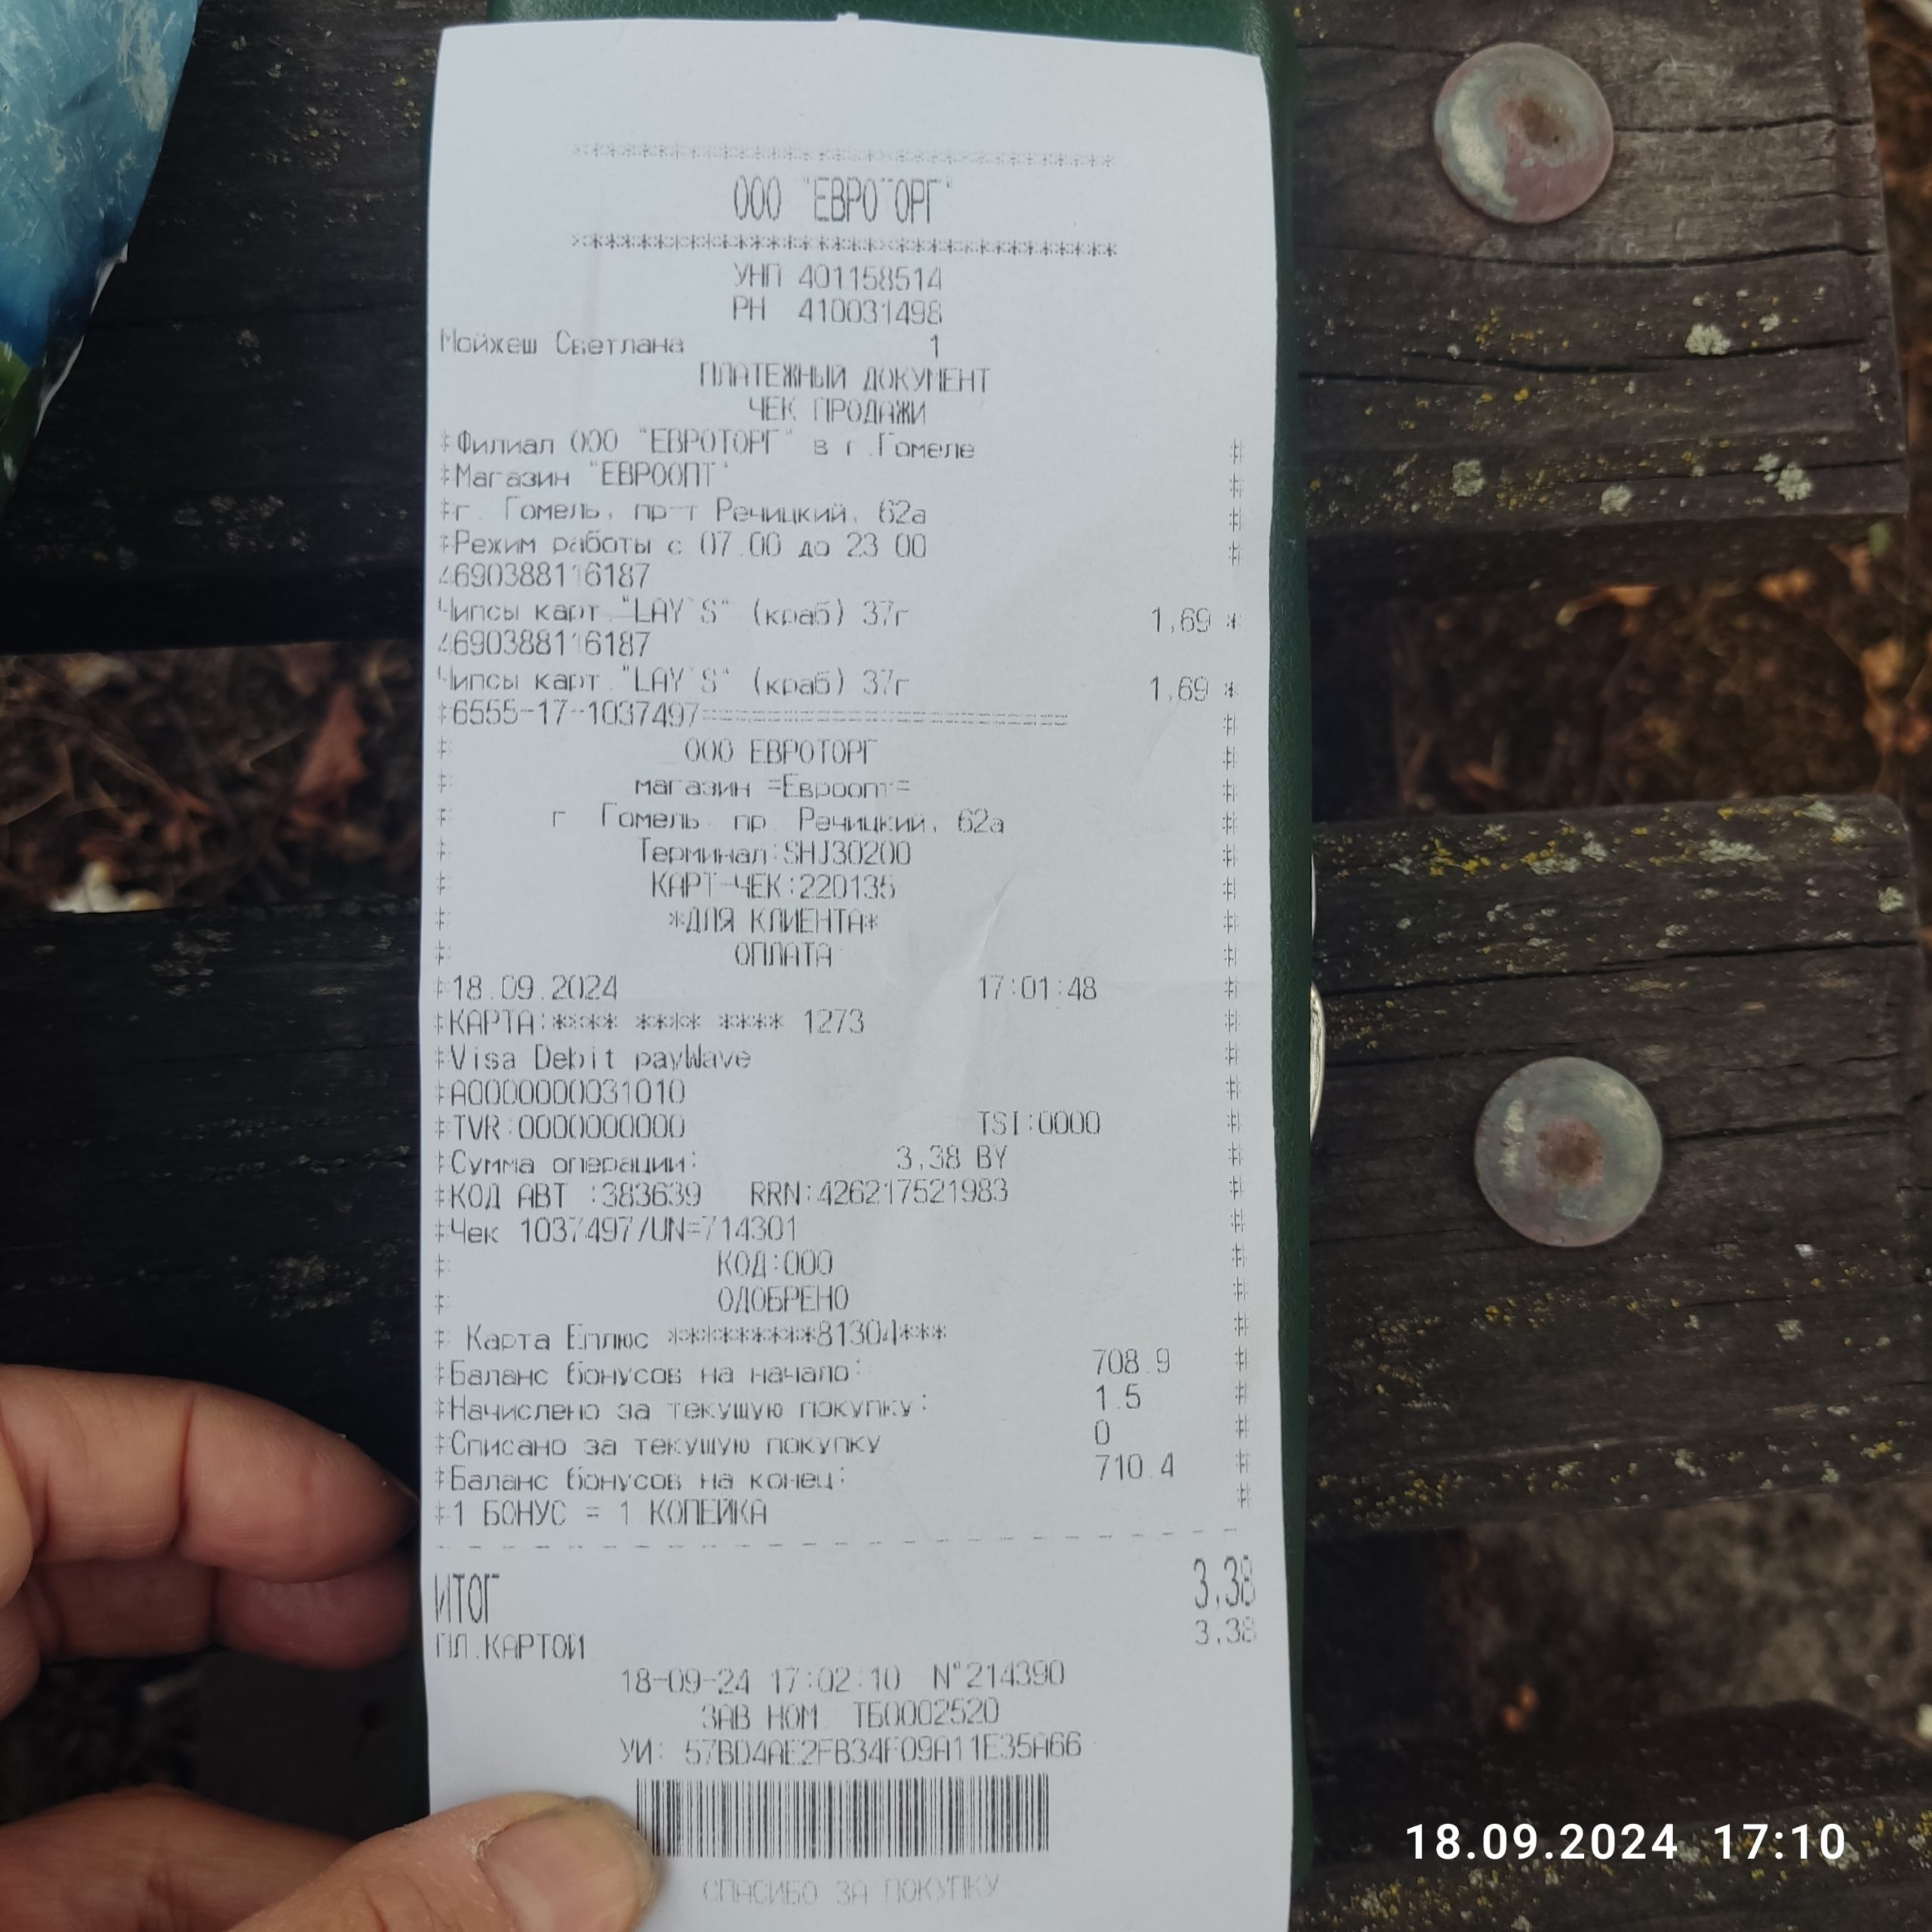 **********************************
ООО "ЕВРОТОРГ"
**********************************
УНП 401158514
РН 410031498
Мойжеш Светлана 1
ПЛАТЕЖНЫЙ ДОКУМЕНТ
ЧЕК ПРОДАЖИ
‡Филиал ООО "ЕВРОТОРГ" в г.Гомеле ‡
‡Магазин "ЕВРООПТ" ‡
‡г. Гомель, пр-т Речицкий, 62а ‡
‡Режим работы с 07.00 до 23.00 ‡
4690388116187
Чипсы карт. "LAY`S" (краб) 37г 1,69 *
4690388116187
Чипсы карт. "LAY`S" (краб) 37г 1,69 *
‡6555-17-1037497----------------------- ‡
‡ ООО ЕВРОТОРГ ‡
‡ магазин =Евроопт= ‡
‡ г. Гомель пр. Речицкий, 62а ‡
‡ Терминал:SHJ30200 ‡
‡ КАРТ-ЧЕК:220135 ‡
‡ *ДЛЯ КЛИЕНТА* ‡
‡ ОПЛАТА ‡
‡18.09.2024 17:01:48 ‡
‡КАРТА:**** **** **** 1273 ‡
‡Visa Debit payWave ‡
‡A0000000031010 ‡
‡TVR:0000000000 TSI:0000 ‡
‡Сумма операции: 3,38 BY ‡
‡КОД АВТ.:383639 RRN:426217521983 ‡
‡Чек 1037497/UN=714301 ‡
‡ КОД:000 ‡
‡ ОДОБРЕНО ‡
‡ Карта Еплюс *********81304*** ‡
‡Баланс бонусов на начало: 708.9 ‡
‡Начислено за текущую покупку: 1.5 ‡
‡Списано за текущую покупку 0 ‡
‡Баланс бонусов на конец: 710.4 ‡
‡1 БОНУС = 1 КОПЕЙКА ‡
ИТОГ 3,38
ПЛ.КАРТОЙ 3,38
18-09-24 17:02:10 N°214390
ЗАВ.НОМ. ТБ0002520
УИ: 57BD4AE2FB34F09A11E35A66
СПАСИБО ЗА ПОКУПКУ
18.09.2024 17:10